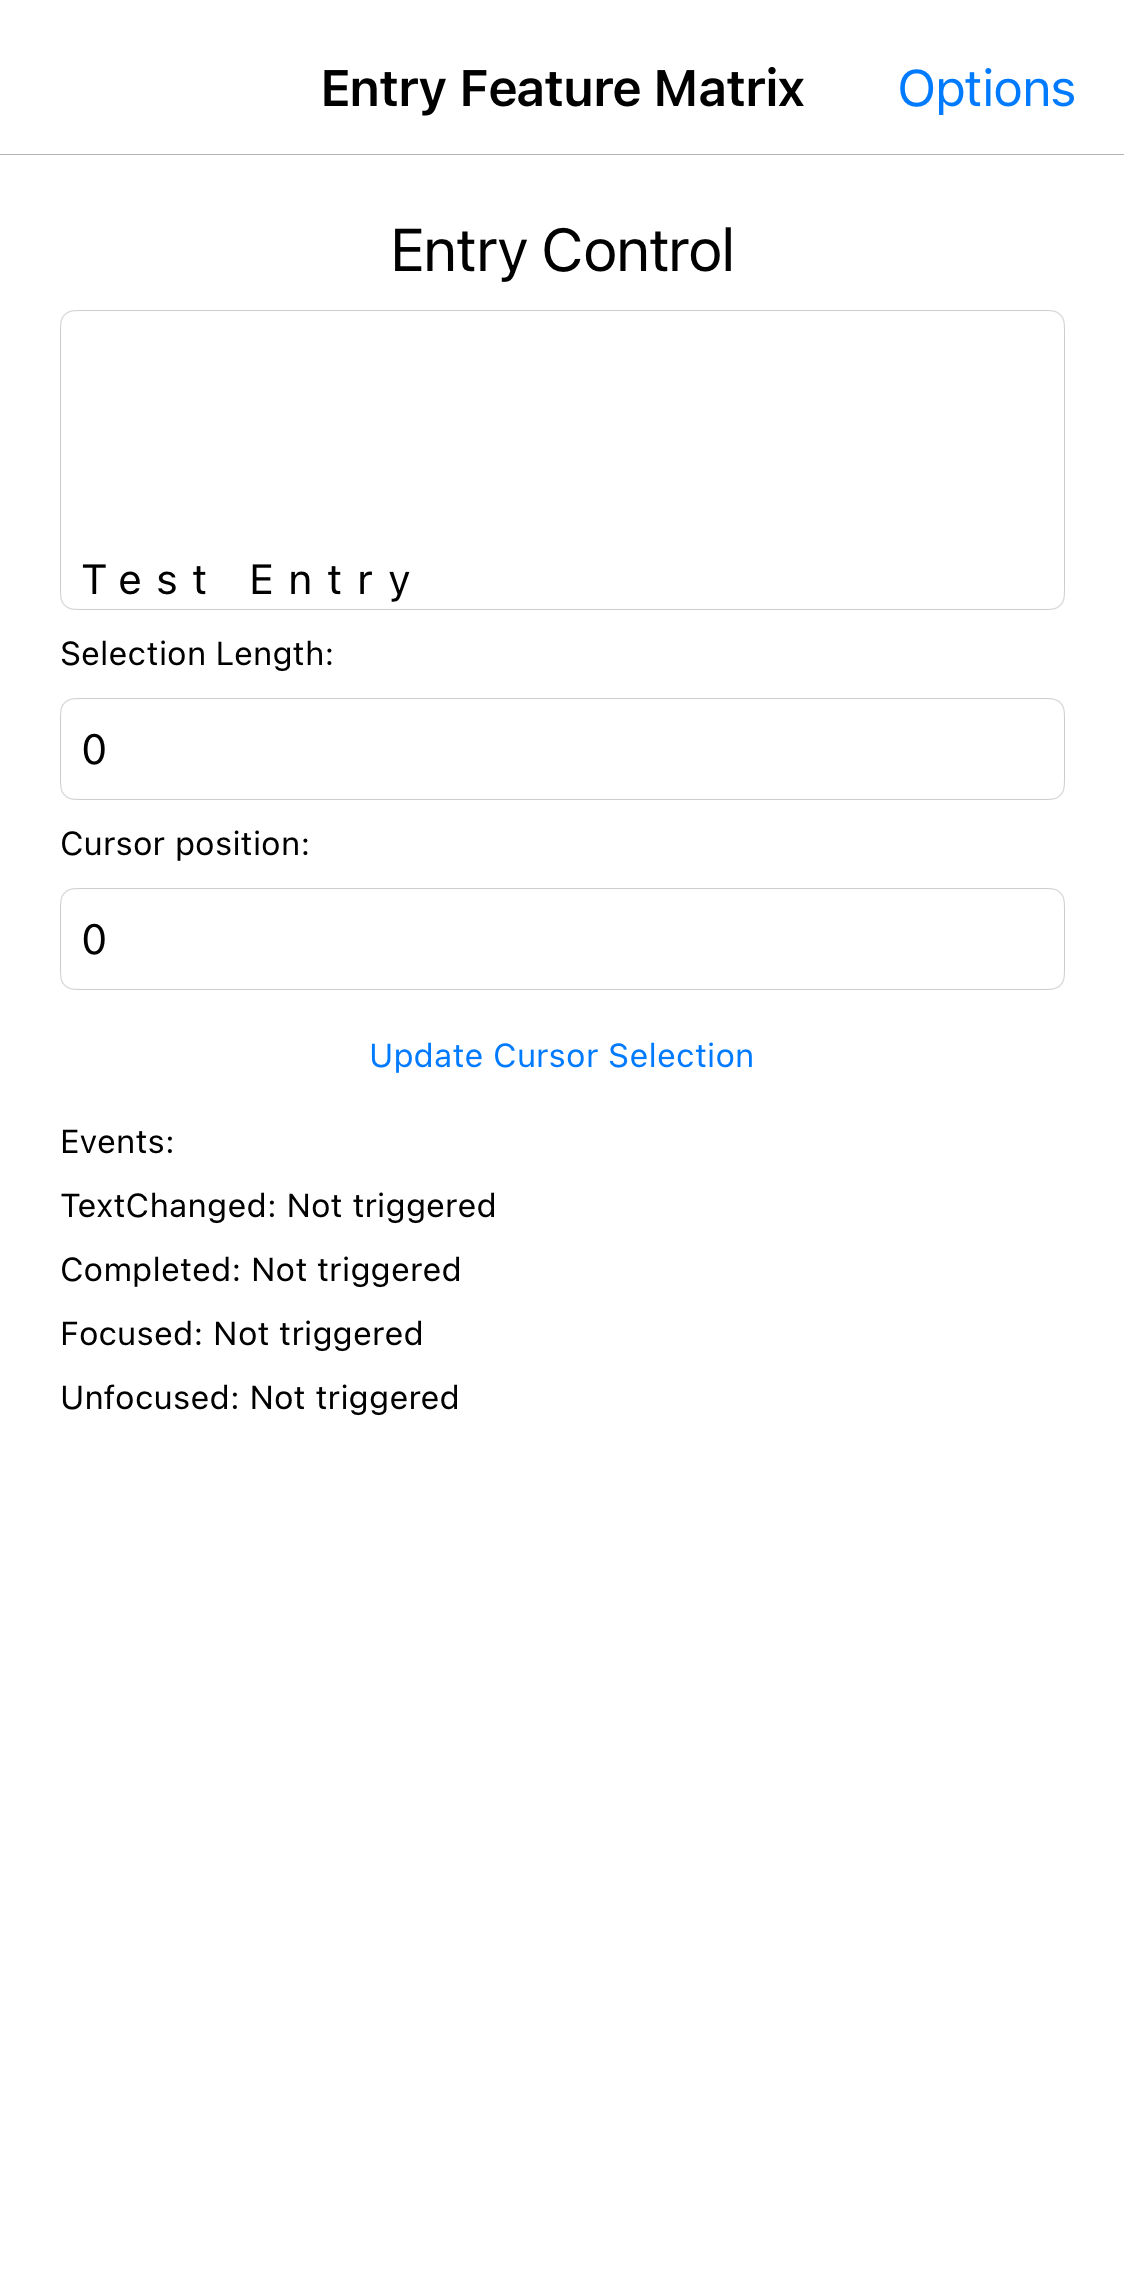 Entry Feature Matrix Options
Entry Control
Test Entry
Selection Length:
0
Cursor position:
0
Update Cursor Selection
Events:
TextChanged: Not triggered
Completed: Not triggered
Focused: Not triggered
Unfocused: Not triggered